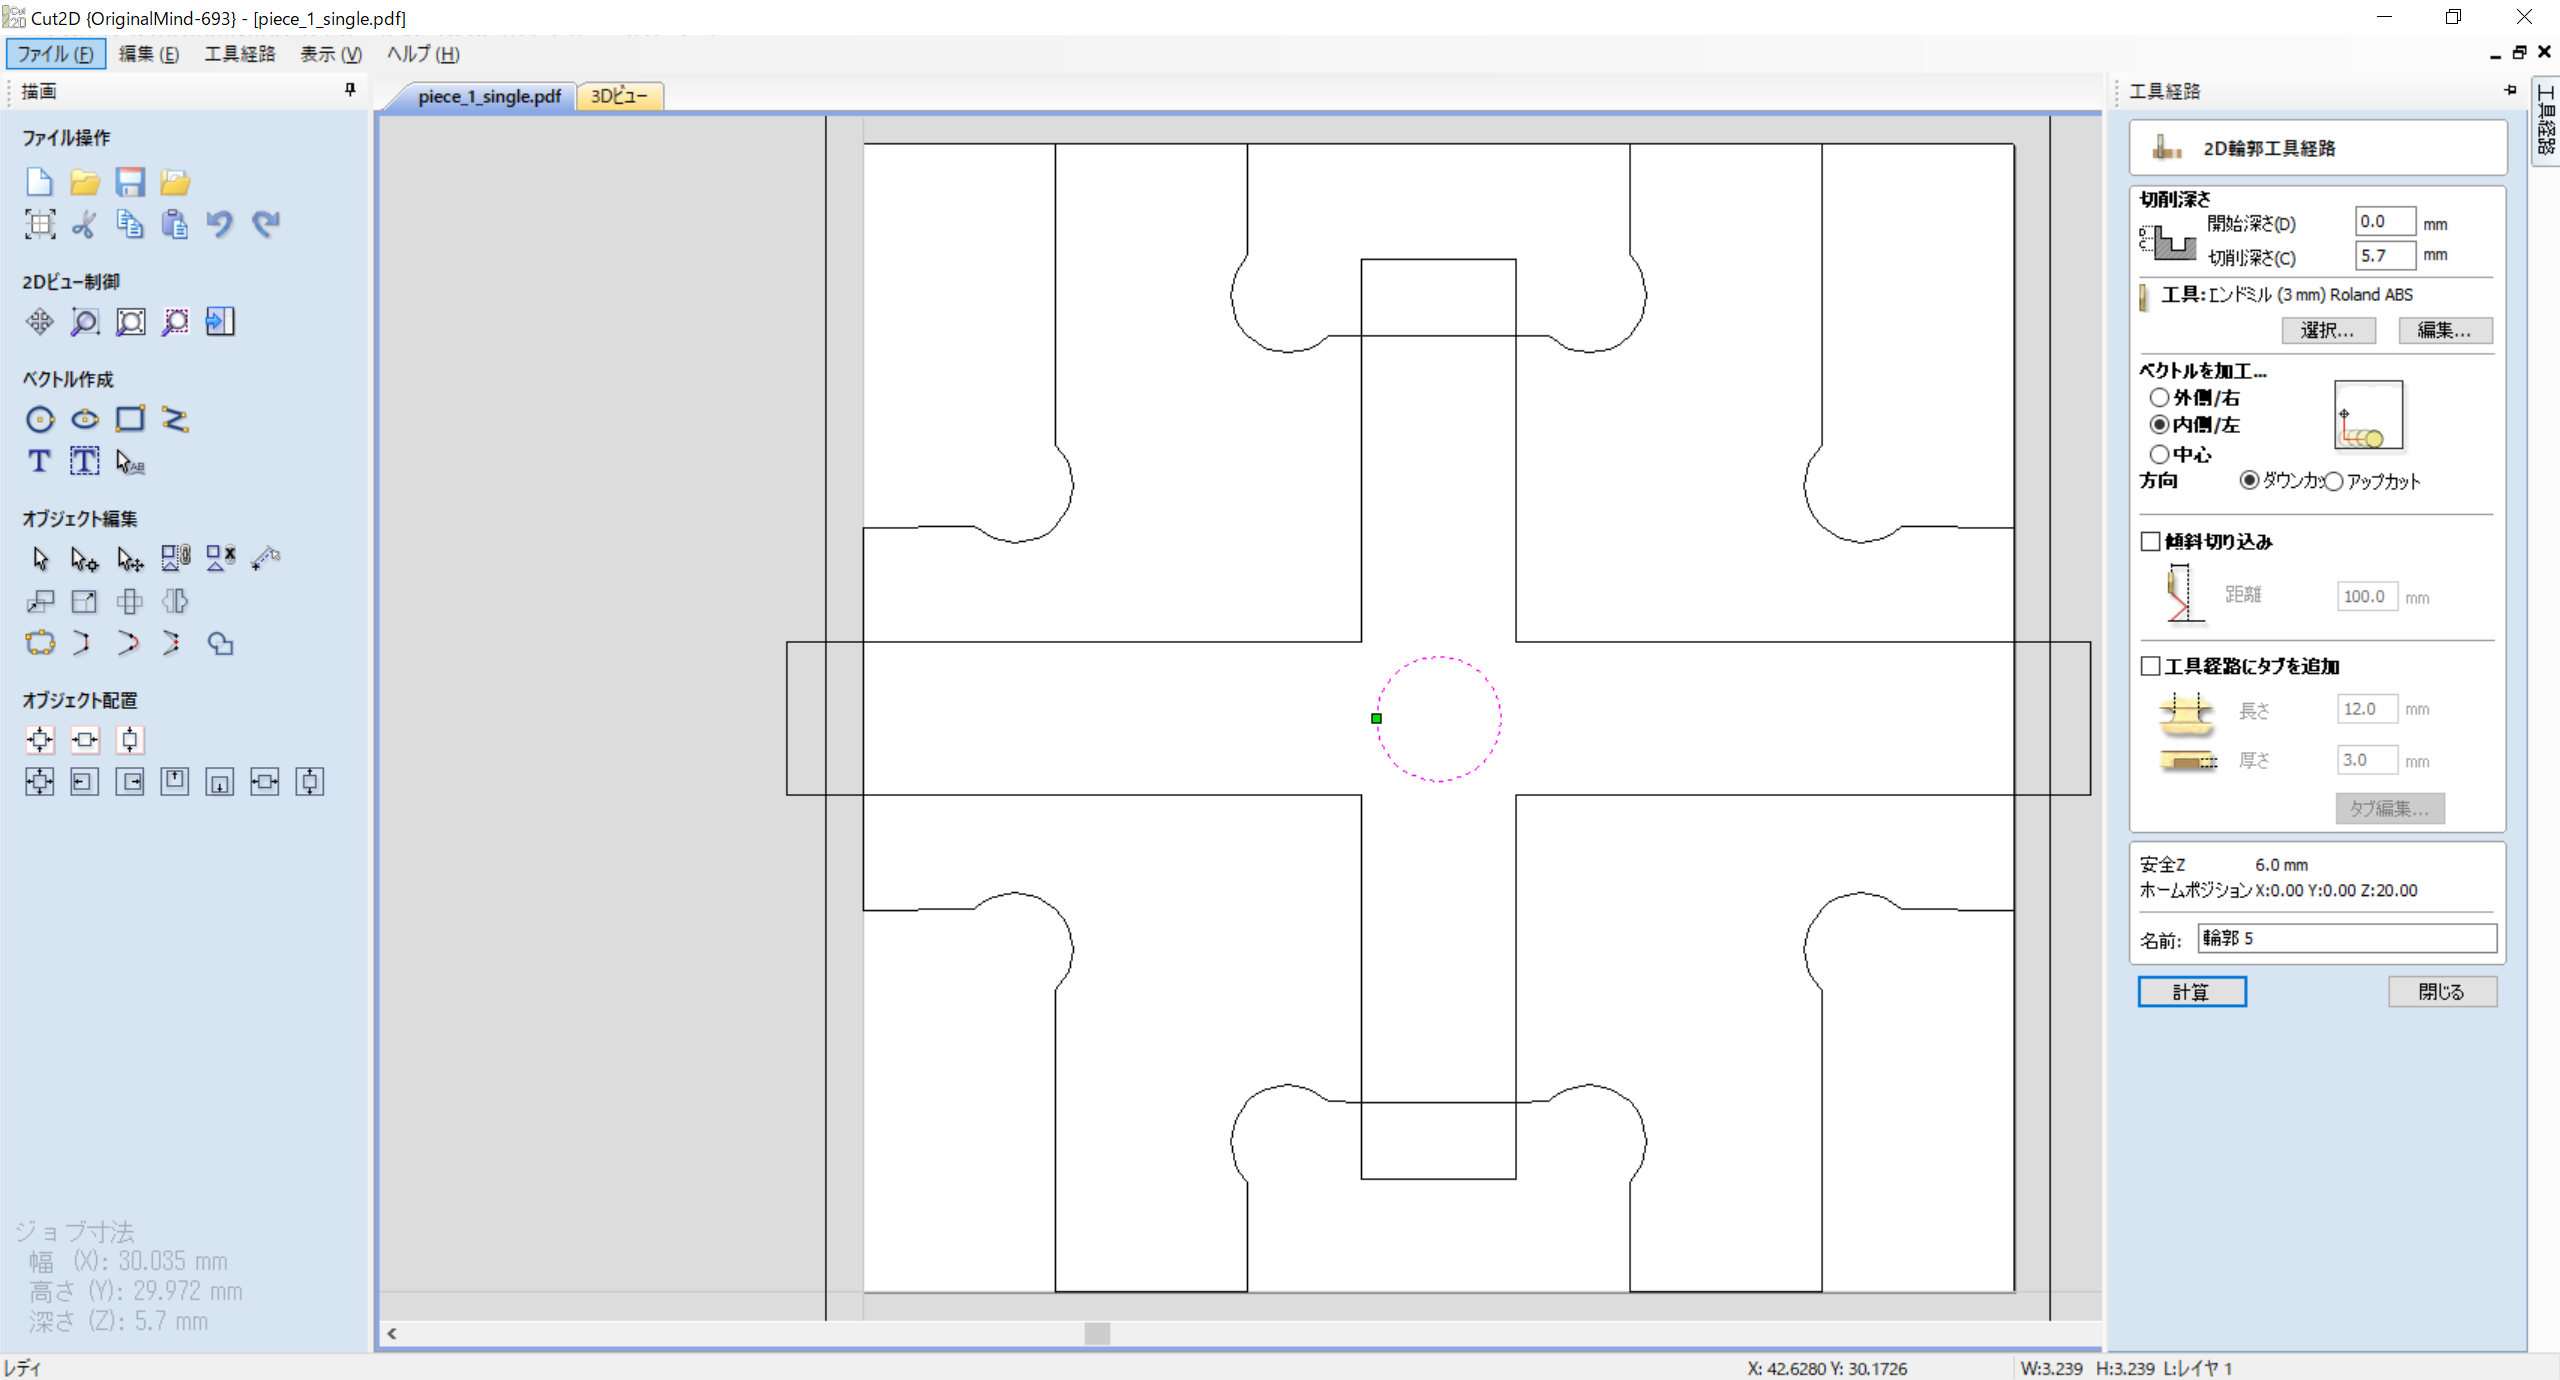 Cut2D {OriginalMind-693} - [piece_1_single.pdf]
ファイル (F) 編集 (E) 工具経路 表示 (V) ヘルプ (H)
描画
ファイル操作
2Dビュー制御
ベクトル作成
オブジェクト編集
オブジェクト配置
ジョブ寸法
幅 (X): 30.035 mm
高さ (Y): 29.972 mm
深さ (Z): 5.7 mm
piece_1_single.pdf 3Dビュー
工具経路
工具経路
2D輪郭工具経路
切削深さ
開始深さ(D) 0.0 mm
切削深さ(C) 5.7 mm
工具: エンドミル (3 mm) Roland ABS
選択... 編集...
ベクトルを加工...
外側/右
内側/左
中心
方向 ダウンカッ アップカット
傾斜切り込み
距離 100.0 mm
工具経路にタブを追加
長さ 12.0 mm
厚さ 3.0 mm
タブ編集...
安全Z 6.0 mm
ホームポジション X:0.00 Y:0.00 Z:20.00
名前: 輪郭 5
計算 閉じる
レディ X: 42.6280 Y: 30.1726 W:3.239 H:3.239 L:レイヤ 1